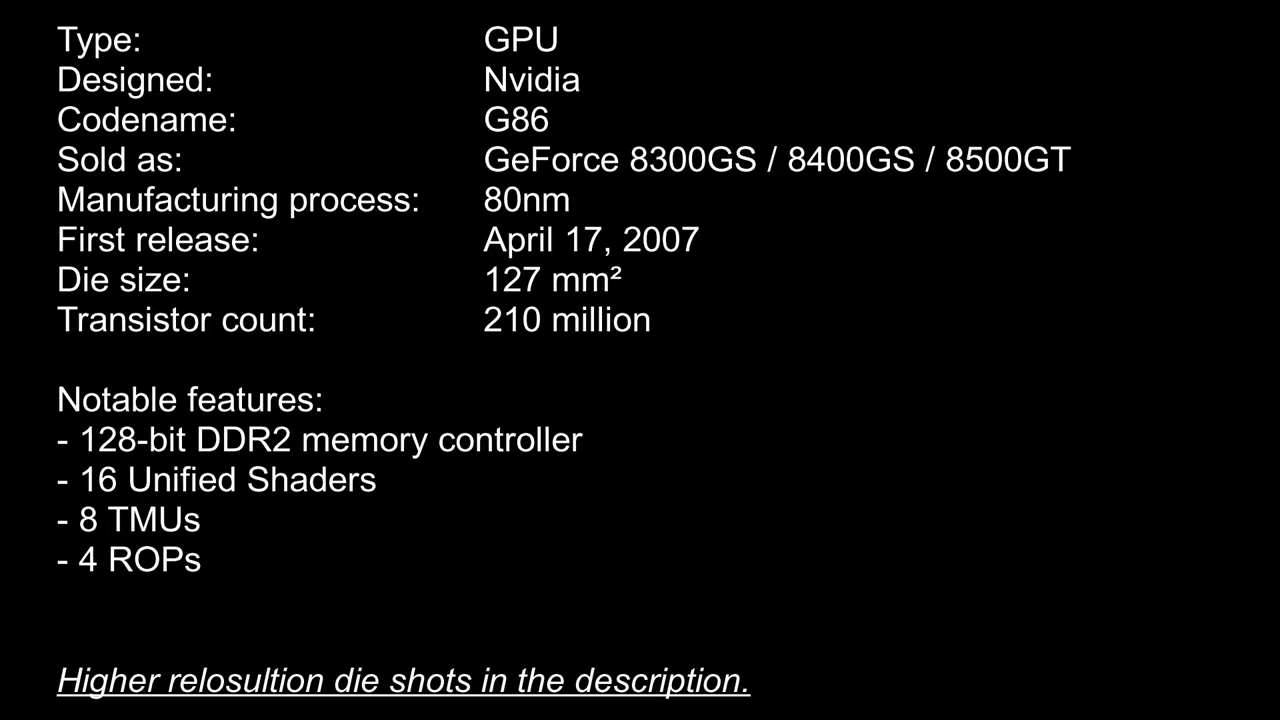 Type: GPU
Designed: Nvidia
Codename: G86
Sold as: GeForce 8300GS / 8400GS / 8500GT
Manufacturing process: 80nm
First release: April 17, 2007
Die size: 127 mm²
Transistor count: 210 million
Notable features:
- 128-bit DDR2 memory controller
- 16 Unified Shaders
- 8 TMUs
- 4 ROPs
Higher relosultion die shots in the description.